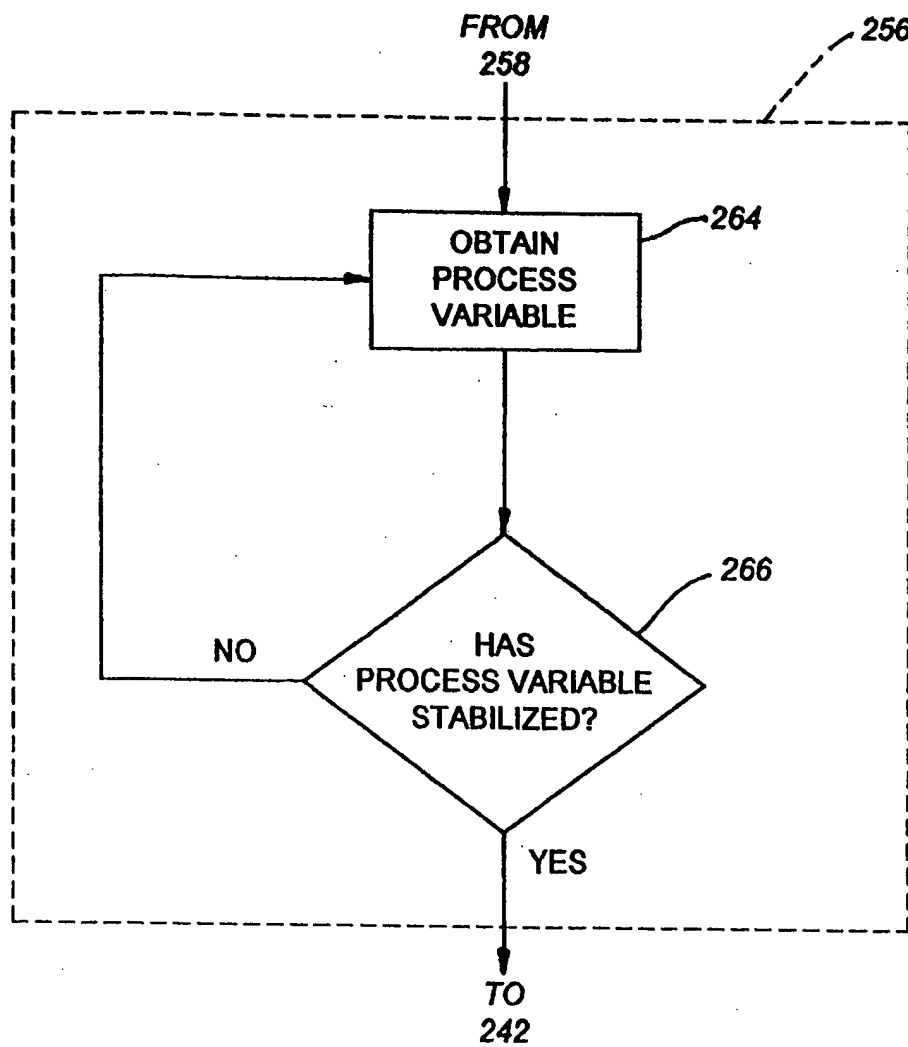 FROM
258
256
264
OBTAIN
PROCESS
VARIABLE
266
HAS
PROCESS VARIABLE
STABILIZED?
NO
YES
TO
242